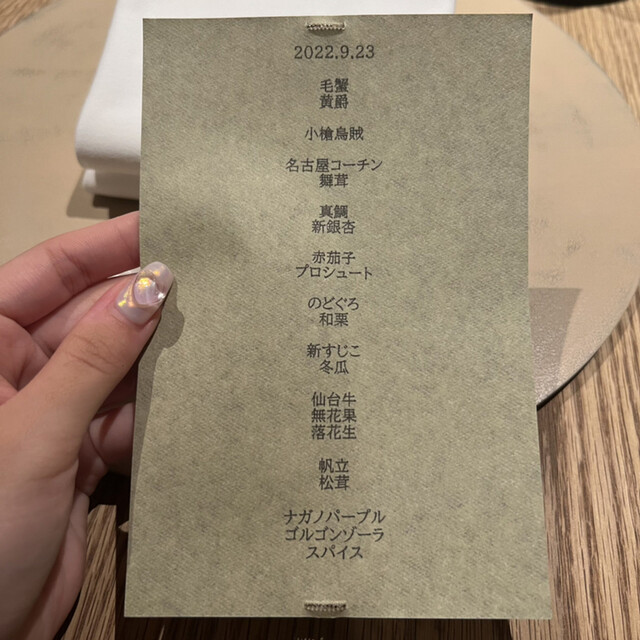 2022.9.23
毛蟹
黄爵
小槍烏賊
名古屋コーチン
舞茸
真鯛
新銀杏
赤茄子
プロシュート
のどぐろ
和栗
新すじこ
冬瓜
仙台牛
無花果
落花生
帆立
松茸
ナガノパープル
ゴルゴンゾーラ
スパイス